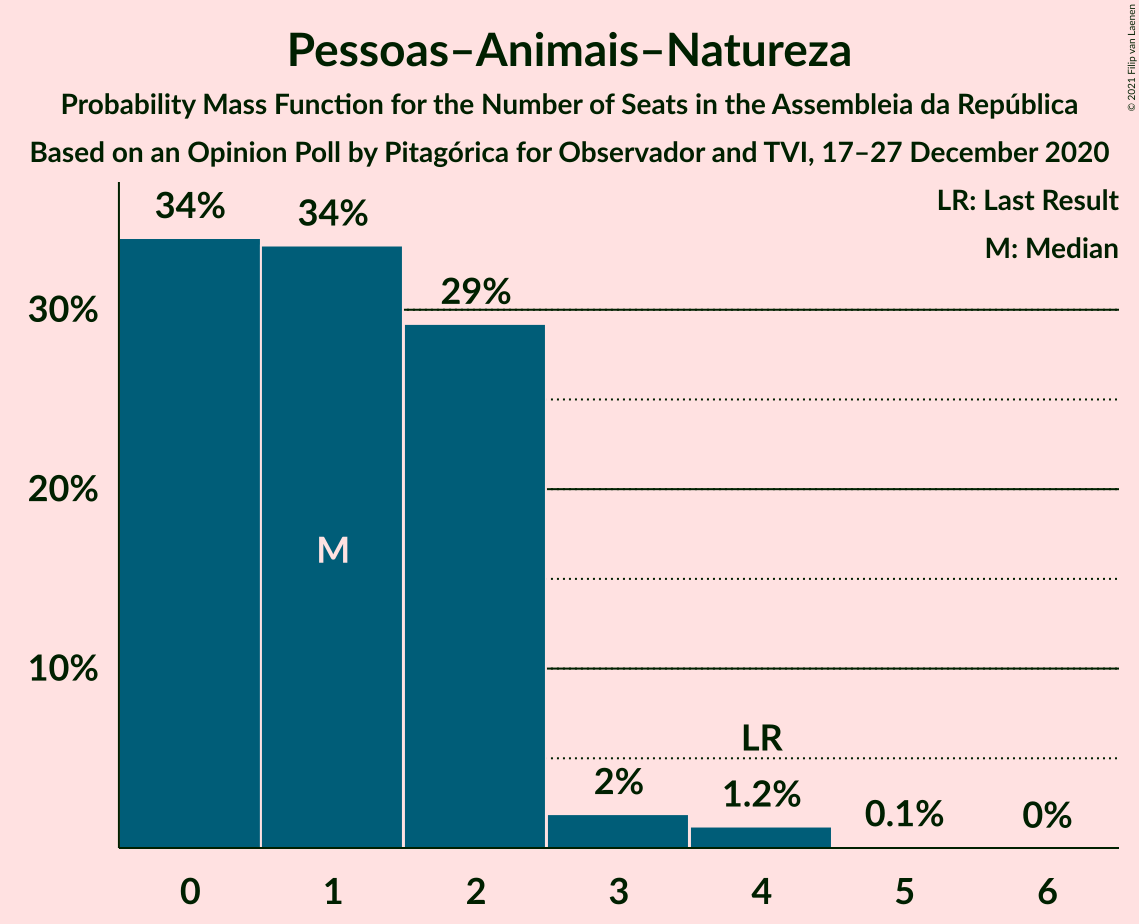 Pessoas–Animais–Natureza
Probability Mass Function for the Number of Seats in the Assembleia da República
Based on an Opinion Poll by Pitagórica for Observador and TVI, 17–27 December 2020
© 2021 Filip van Laenen
LR: Last Result
M: Median
34%
34%
29%
2%
1.2%
0.1%
0%
LR
M
30%
20%
10%
0 1 2 3 4 5 6